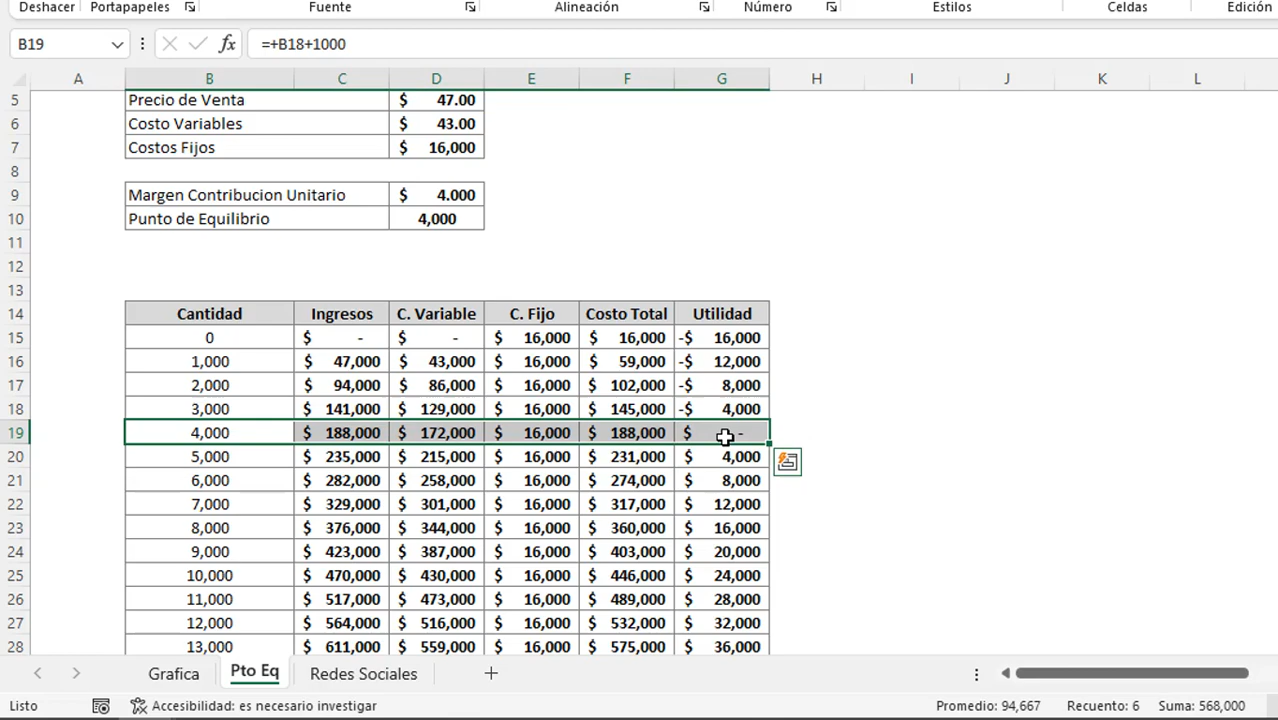 Deshacer Portapapeles Fuente Alineación Número Estilos Celdas Edición
B19 fx =+B18+1000
A B C D E F G H I J K L
5 Precio de Venta $ 47.00
6 Costo Variables $ 43.00
7 Costos Fijos $ 16,000
8
9 Margen Contribucion Unitario $ 4.000
10 Punto de Equilibrio 4,000
11
12
13
14 Cantidad Ingresos C. Variable C. Fijo Costo Total Utilidad
15 0 $ - $ - $ 16,000 $ 16,000 -$ 16,000
16 1,000 $ 47,000 $ 43,000 $ 16,000 $ 59,000 -$ 12,000
17 2,000 $ 94,000 $ 86,000 $ 16,000 $ 102,000 -$ 8,000
18 3,000 $ 141,000 $ 129,000 $ 16,000 $ 145,000 -$ 4,000
19 4,000 $ 188,000 $ 172,000 $ 16,000 $ 188,000 $ -
20 5,000 $ 235,000 $ 215,000 $ 16,000 $ 231,000 $ 4,000
21 6,000 $ 282,000 $ 258,000 $ 16,000 $ 274,000 $ 8,000
22 7,000 $ 329,000 $ 301,000 $ 16,000 $ 317,000 $ 12,000
23 8,000 $ 376,000 $ 344,000 $ 16,000 $ 360,000 $ 16,000
24 9,000 $ 423,000 $ 387,000 $ 16,000 $ 403,000 $ 20,000
25 10,000 $ 470,000 $ 430,000 $ 16,000 $ 446,000 $ 24,000
26 11,000 $ 517,000 $ 473,000 $ 16,000 $ 489,000 $ 28,000
27 12,000 $ 564,000 $ 516,000 $ 16,000 $ 532,000 $ 32,000
28 13,000 $ 611,000 $ 559,000 $ 16,000 $ 575,000 $ 36,000
Grafica Pto Eq Redes Sociales
Listo Accesibilidad: es necesario investigar Promedio: 94,667 Recuento: 6 Suma: 568,000